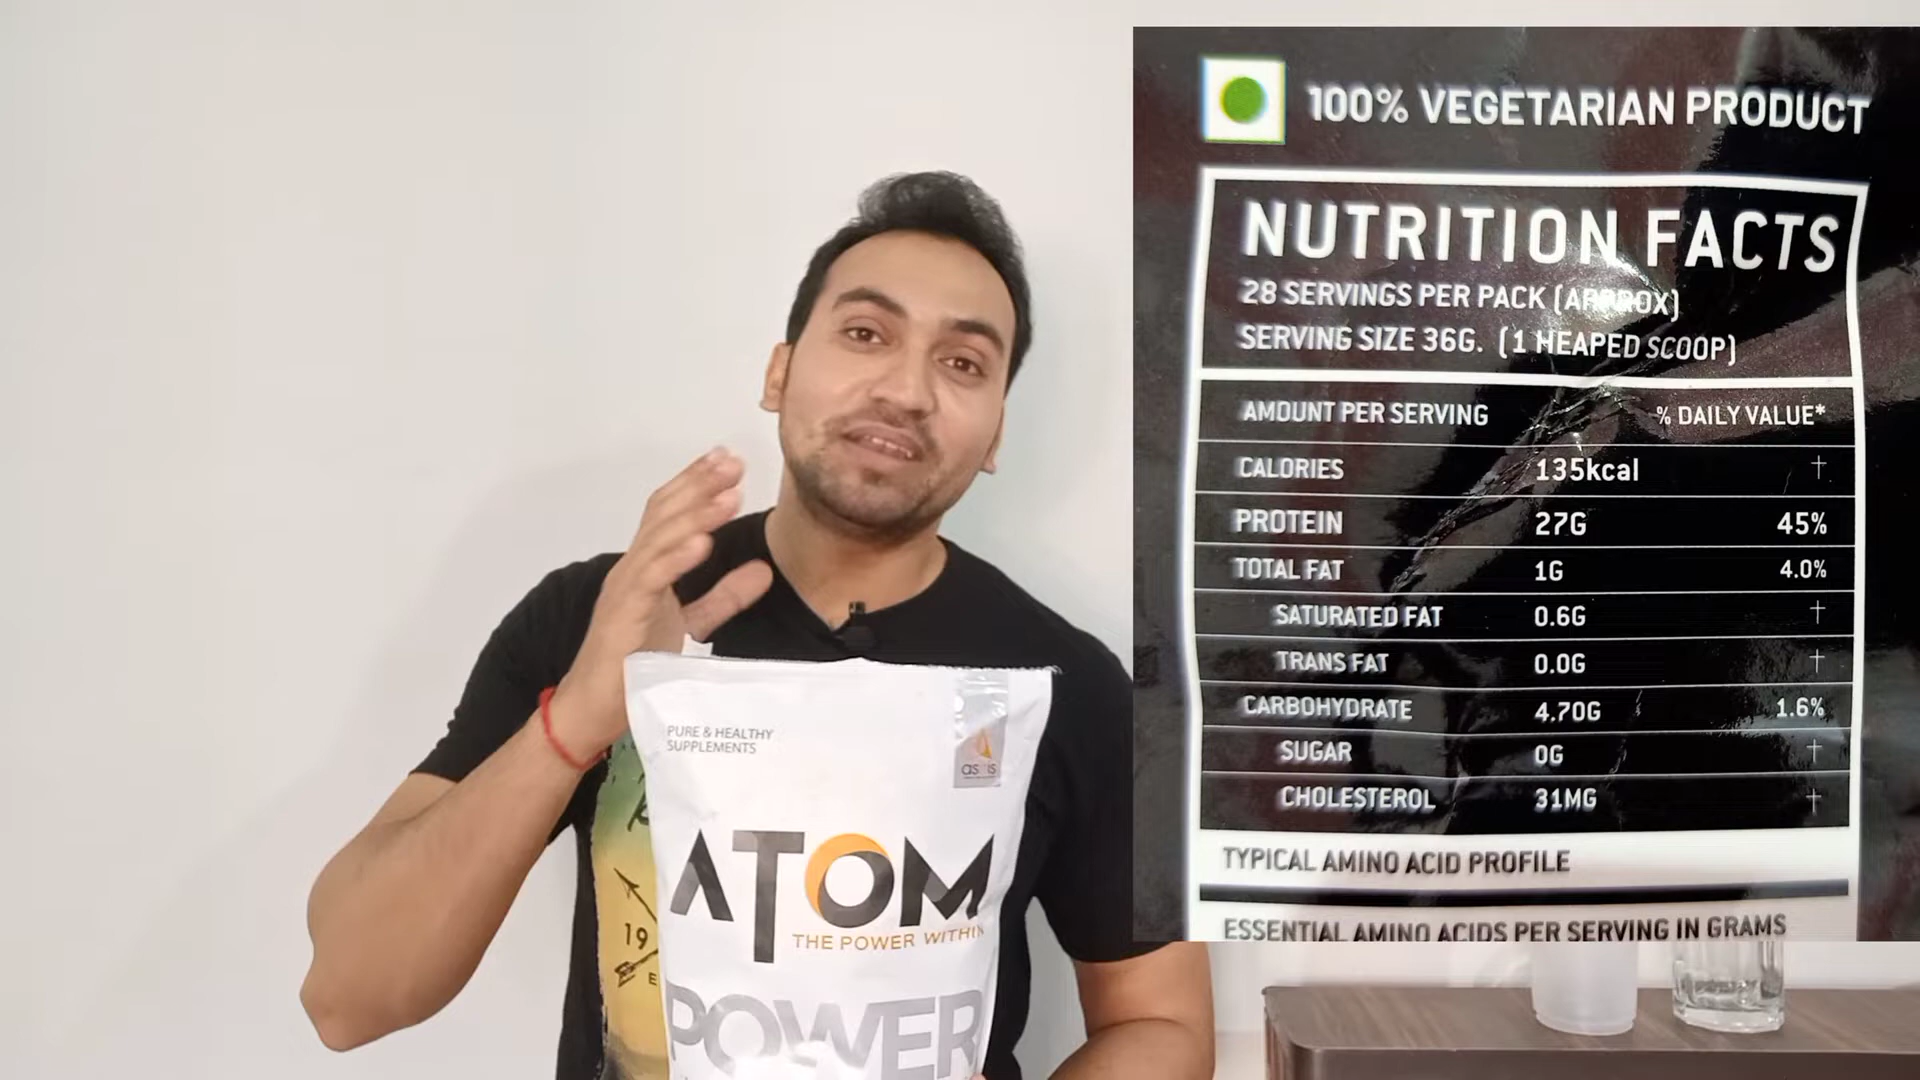 100% VEGETARIAN PRODUCT
NUTRITION FACTS
28 SERVINGS PER PACK (APPROX)
SERVING SIZE 36G. (1 HEAPED SCOOP)
AMOUNT PER SERVING % DAILY VALUE*
CALORIES 135kcal †
PROTEIN 27G 45%
TOTAL FAT 1G 4.0%
SATURATED FAT 0.6G †
TRANS FAT 0.0G †
CARBOHYDRATE 4.70G 1.6%
SUGAR 0G †
CHOLESTEROL 31MG †
TYPICAL AMINO ACID PROFILE
ESSENTIAL AMINO ACIDS PER SERVING IN GRAMS
PURE & HEALTHY
SUPPLEMENTS
ATOM
THE POWER WITHIN
POWER
19
E